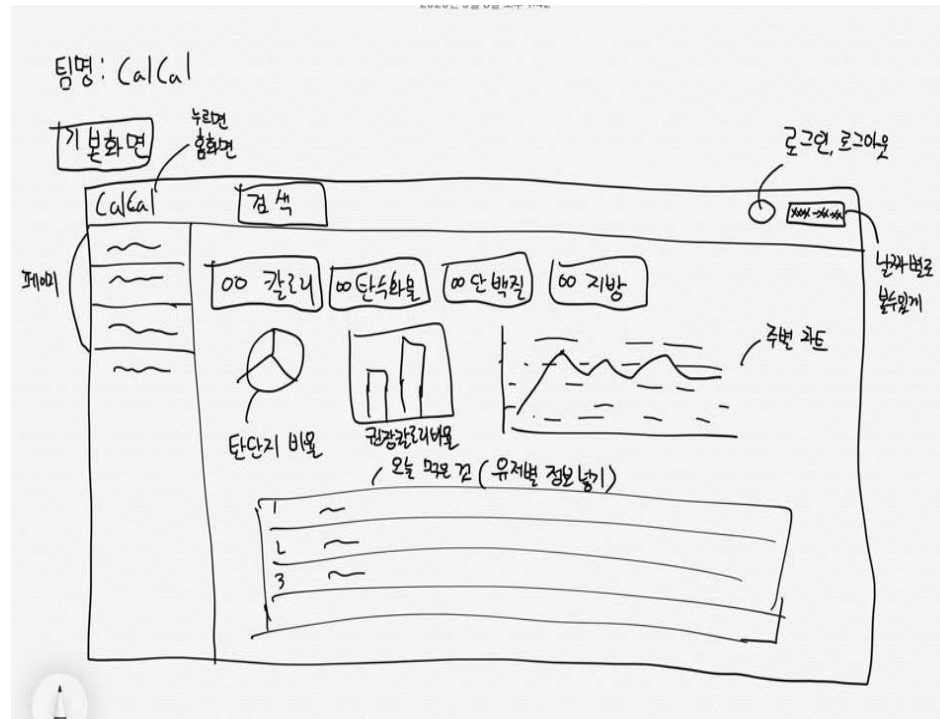 팀명: CalCal
기본화면
누르면
홈화면
로그인, 로그아웃
CalCal
검색
xxxx-xx-xx
페이지
날짜별로
볼수있게
00 칼로리
00 탄수화물
00 단백질
00 지방
주별 차트
탄단지 비율
권장칼로리비율
오늘 먹은 것 (유저별 정보 넣기)
1
2
3